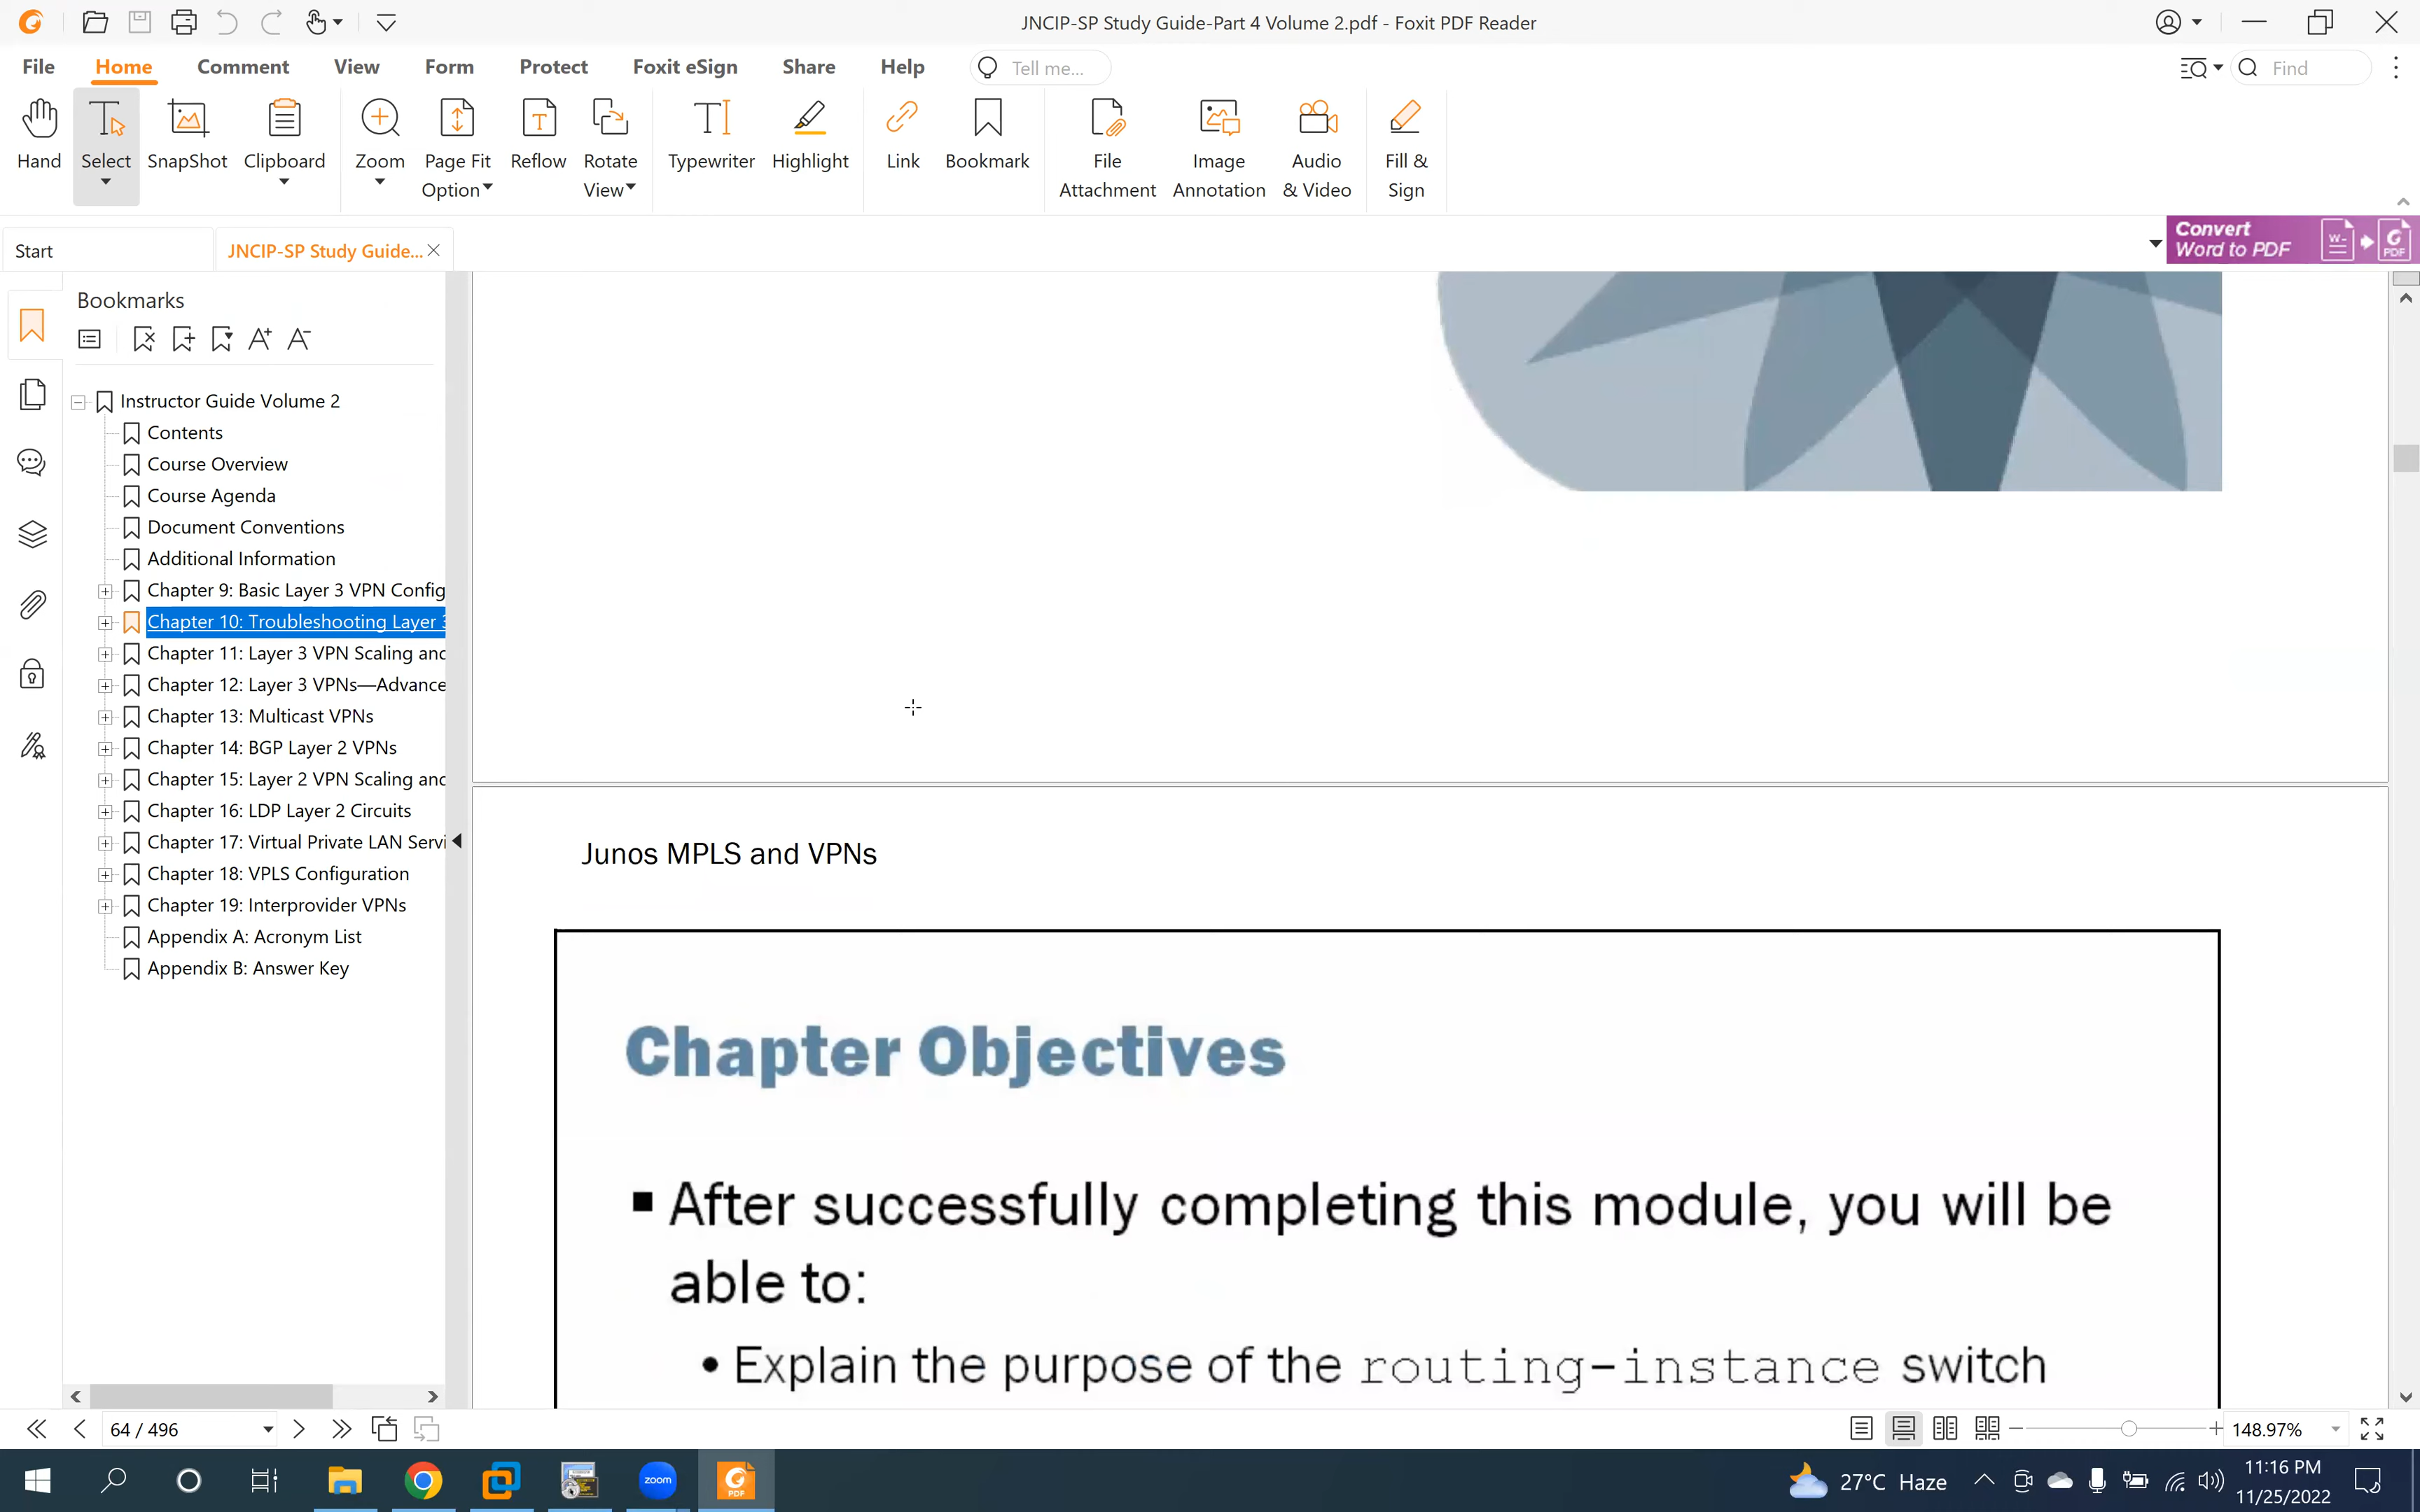 JNCIP-SP Study Guide-Part 4 Volume 2.pdf - Foxit PDF Reader
File Home Comment View Form Protect Foxit eSign Share Help Tell me... Find
Hand Select SnapShot Clipboard Zoom Page Fit Option Reflow Rotate View Typewriter Highlight Link Bookmark File Attachment Image Annotation Audio & Video Fill & Sign
Start JNCIP-SP Study Guide... Convert Word to PDF
Bookmarks
Instructor Guide Volume 2
Contents
Course Overview
Course Agenda
Document Conventions
Additional Information
Chapter 9: Basic Layer 3 VPN Config
Chapter 10: Troubleshooting Layer 3
Chapter 11: Layer 3 VPN Scaling and
Chapter 12: Layer 3 VPNs—Advance
Chapter 13: Multicast VPNs
Chapter 14: BGP Layer 2 VPNs
Chapter 15: Layer 2 VPN Scaling and
Chapter 16: LDP Layer 2 Circuits
Chapter 17: Virtual Private LAN Servi
Chapter 18: VPLS Configuration
Chapter 19: Interprovider VPNs
Appendix A: Acronym List
Appendix B: Answer Key
Junos MPLS and VPNs
Chapter Objectives
▪ After successfully completing this module, you will be
able to:
• Explain the purpose of the routing-instance switch
64 / 496
148.97%
zoom
PDF
27°C Haze
11:16 PM
11/25/2022